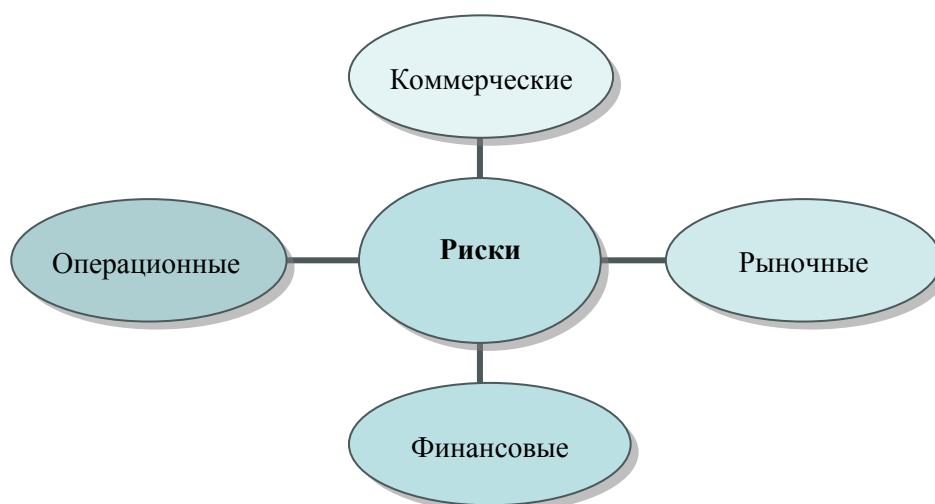 Коммерческие
Операционные
Риски
Рыночные
Финансовые